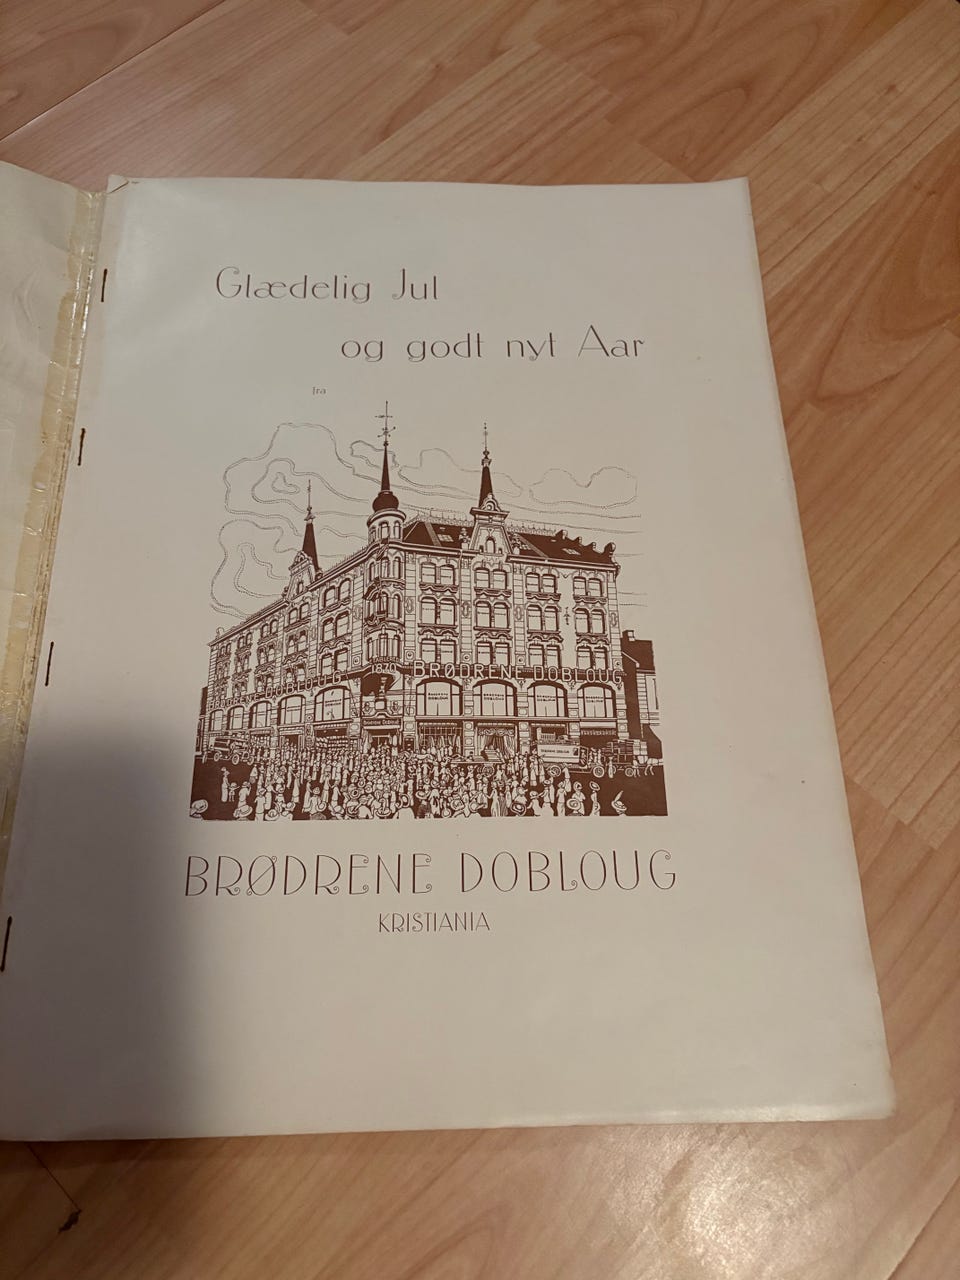 Glædelig Jul
og godt nyt Aar
fra
BRØDRENE DOBLOUG
BRØDRENE DOBLOUG
BRØDRENE DOBLOUG
KRISTIANIA